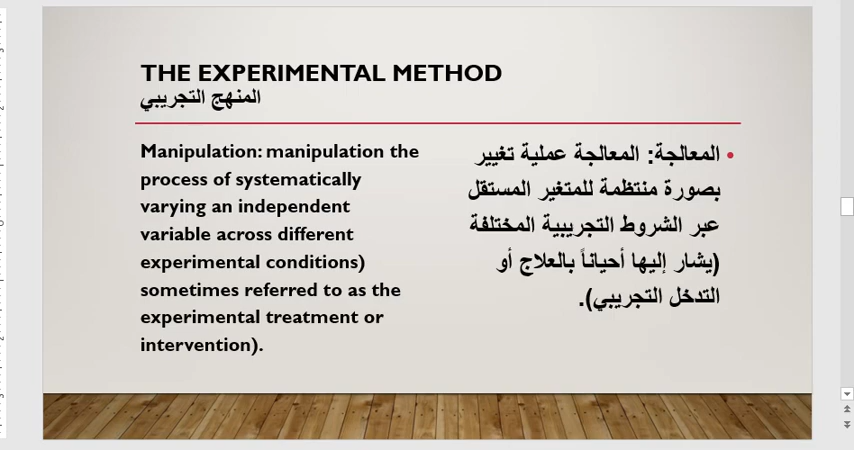 THE EXPERIMENTAL METHOD
المنهج التجريبي
Manipulation: manipulation the
process of systematically
varying an independent
variable across different
experimental conditions)
sometimes referred to as the
experimental treatment or
intervention).
• المعالجة: المعالجة عملية تغيير
بصورة منتظمة للمتغير المستقل
عبر الشروط التجريبية المختلفة
(يشار إليها أحياناً بالعلاج أو
التدخل التجريبي).